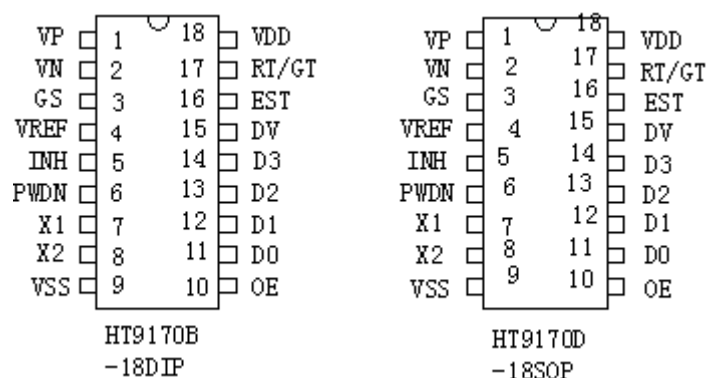 VP 1 18 VDD VP 1 18 VDD
VN 2 17 RT/GT VN 2 17 RT/GT
GS 3 16 EST GS 3 16 EST
VREF 4 15 DV VREF 4 15 DV
INH 5 14 D3 INH 5 14 D3
PWDN 6 13 D2 PWDN 6 13 D2
X1 7 12 D1 X1 7 12 D1
X2 8 11 D0 X2 8 11 D0
VSS 9 10 OE VSS 9 10 OE
HT9170B HT9170D
-18DIP -18SOP